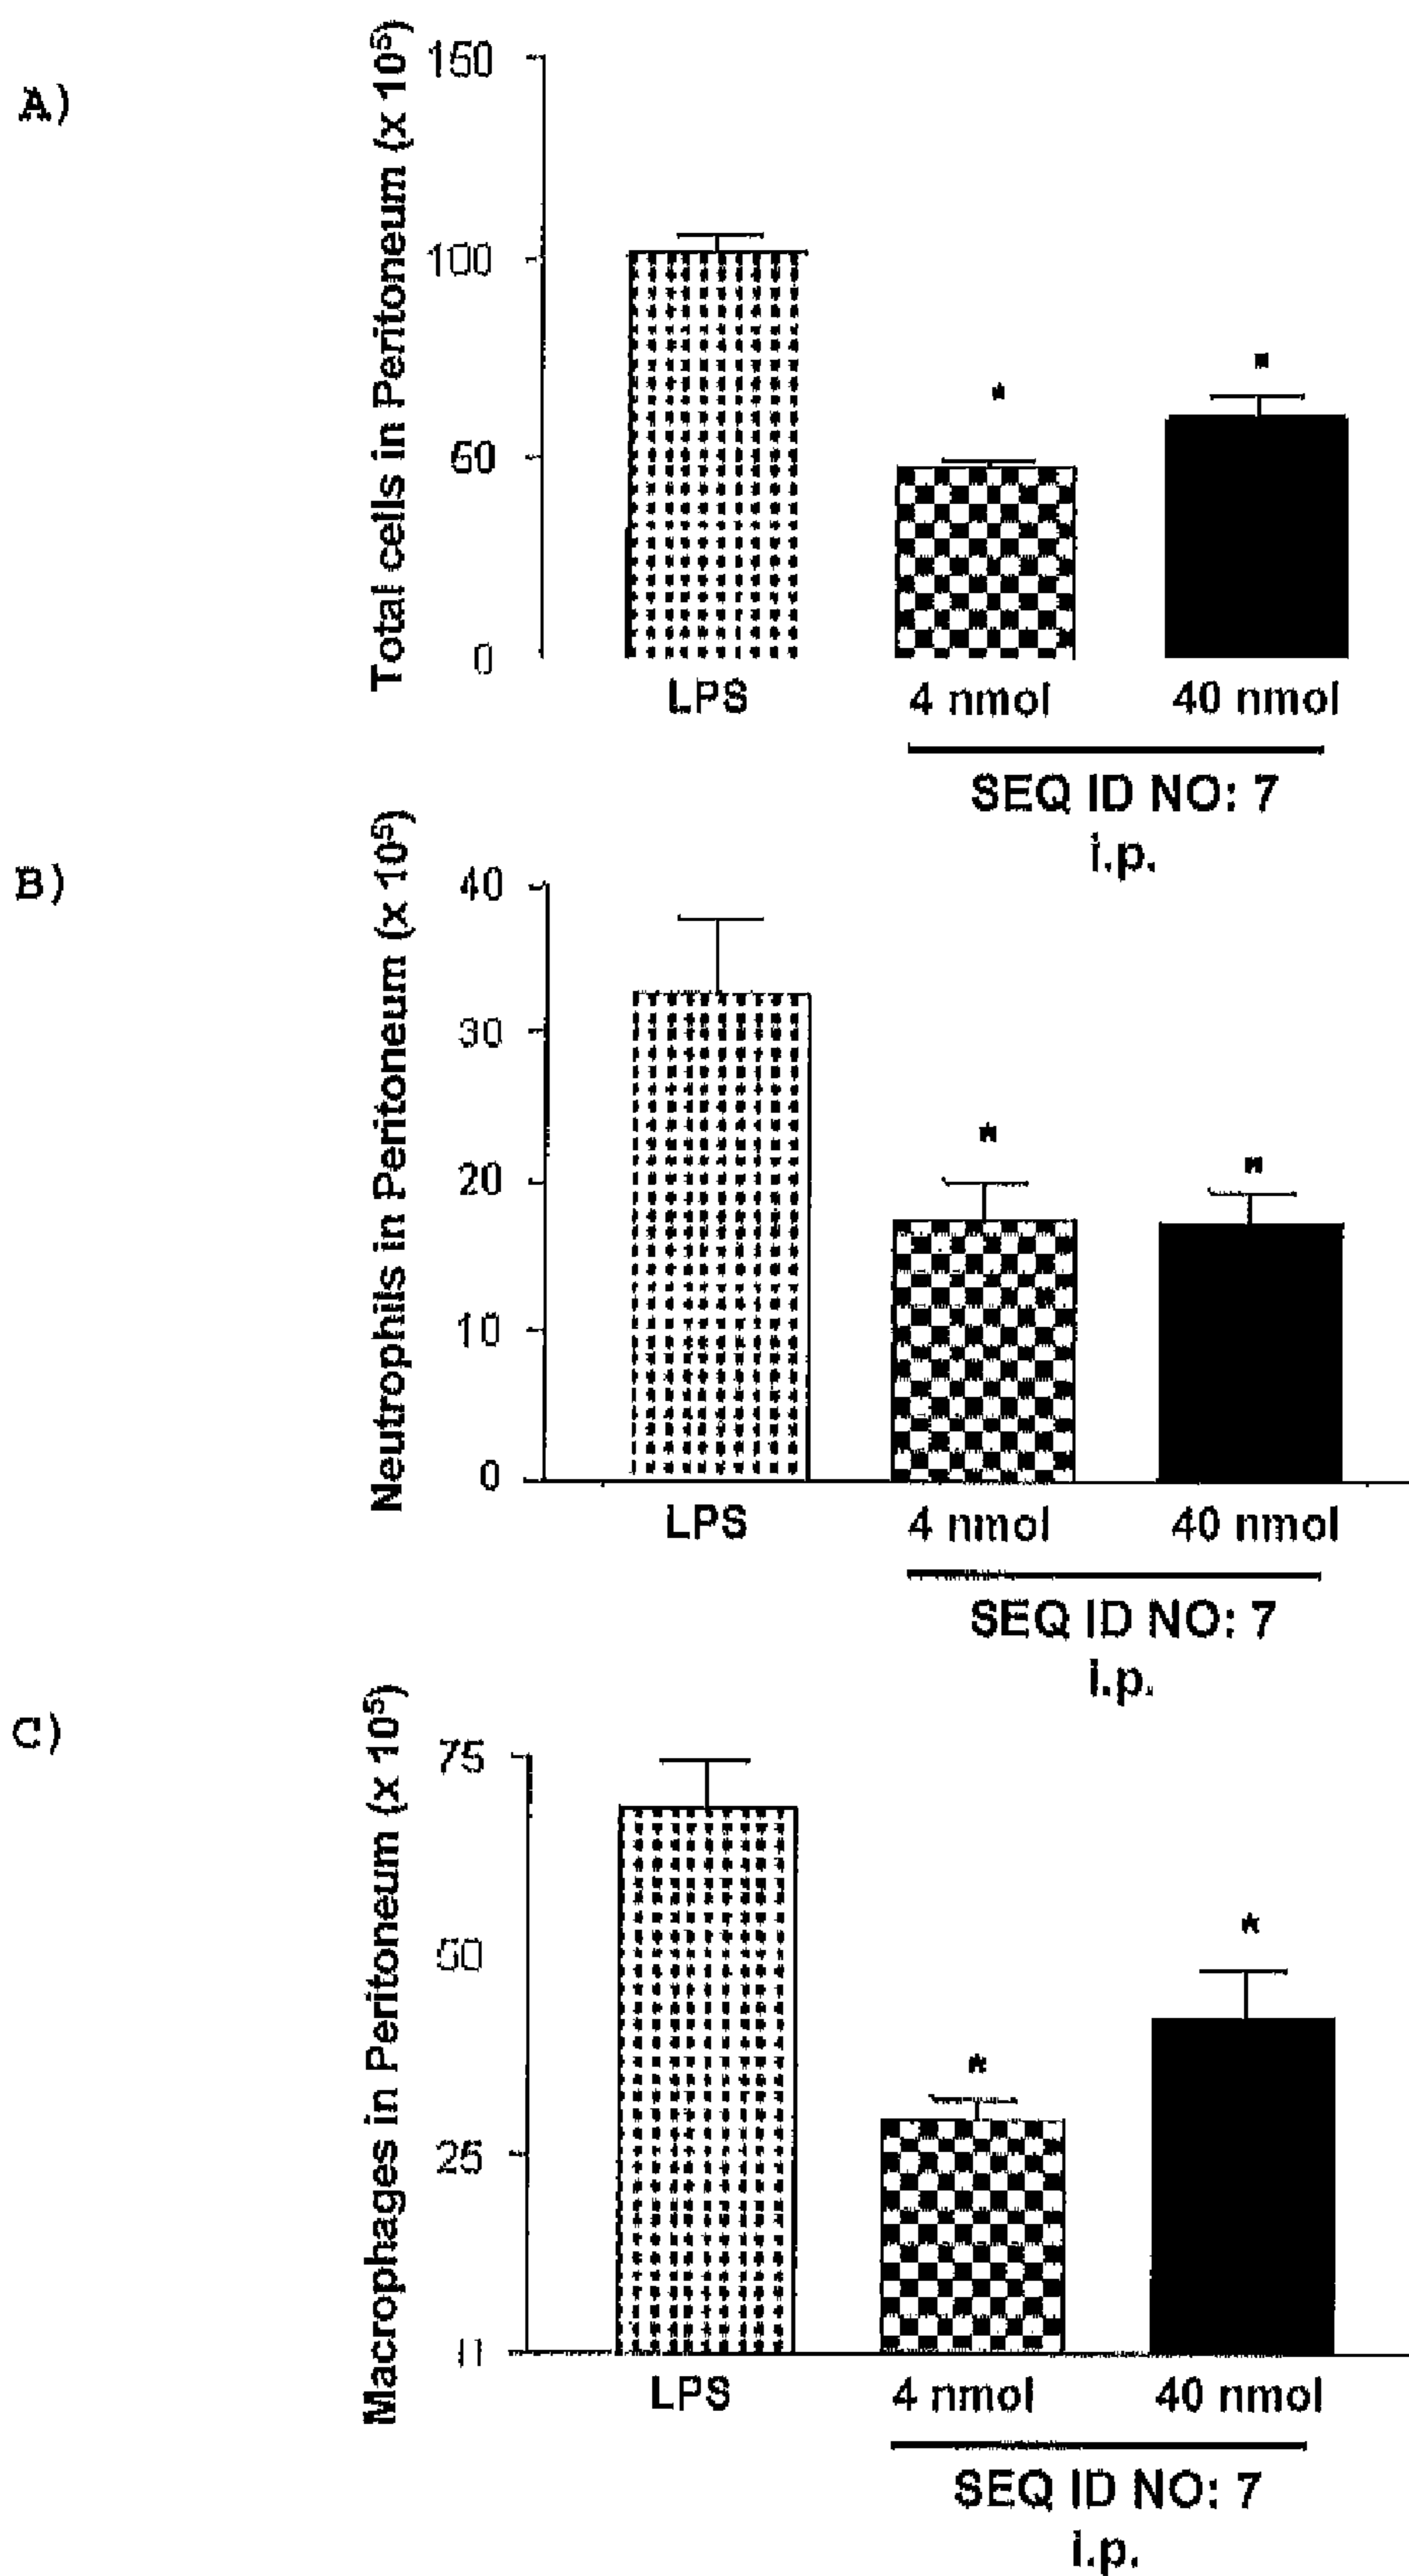 A)
Total cells in Peritoneum (x 10⁵)
150
100
50
0
*
*
LPS
4 nmol
40 nmol
SEQ ID NO: 7
i.p.
B)
Neutrophils in Peritoneum (x 10⁵)
40
30
20
10
0
*
*
LPS
4 nmol
40 nmol
SEQ ID NO: 7
i.p.
C)
Macrophages in Peritoneum (x 10⁵)
75
50
25
0
*
*
LPS
4 nmol
40 nmol
SEQ ID NO: 7
i.p.